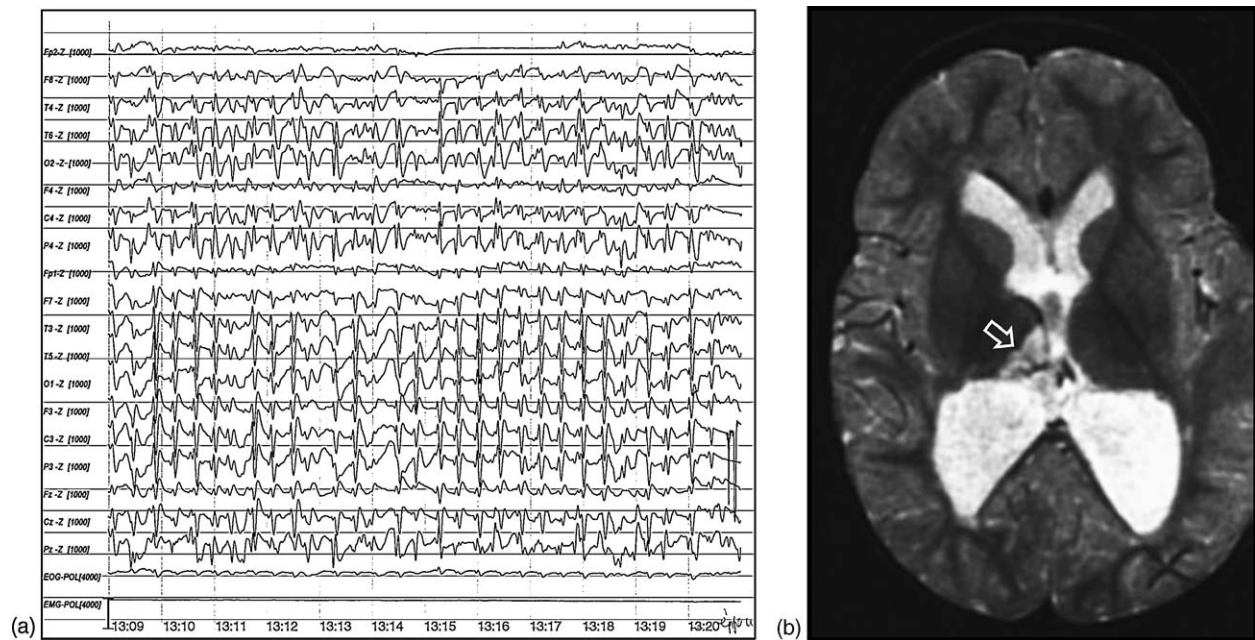 Fp2-Z [1000]
F8-Z [1000]
T4-Z [1000]
T6-Z [1000]
O2-Z [1000]
F4-Z [1000]
C4-Z [1000]
P4-Z [1000]
Fp1-Z [1000]
F7-Z [1000]
T3-Z [1000]
T5-Z [1000]
O1-Z [1000]
F3-Z [1000]
C3-Z [1000]
P3-Z [1000]
Fz-Z [1000]
Cz-Z [1000]
Pz-Z [1000]
EOG-POL[4000]
EMG-POL[4000]
13:09 13:10 13:11 13:12 13:13 13:14 13:15 13:16 13:17 13:18 13:19 13:20
(a)
(b)